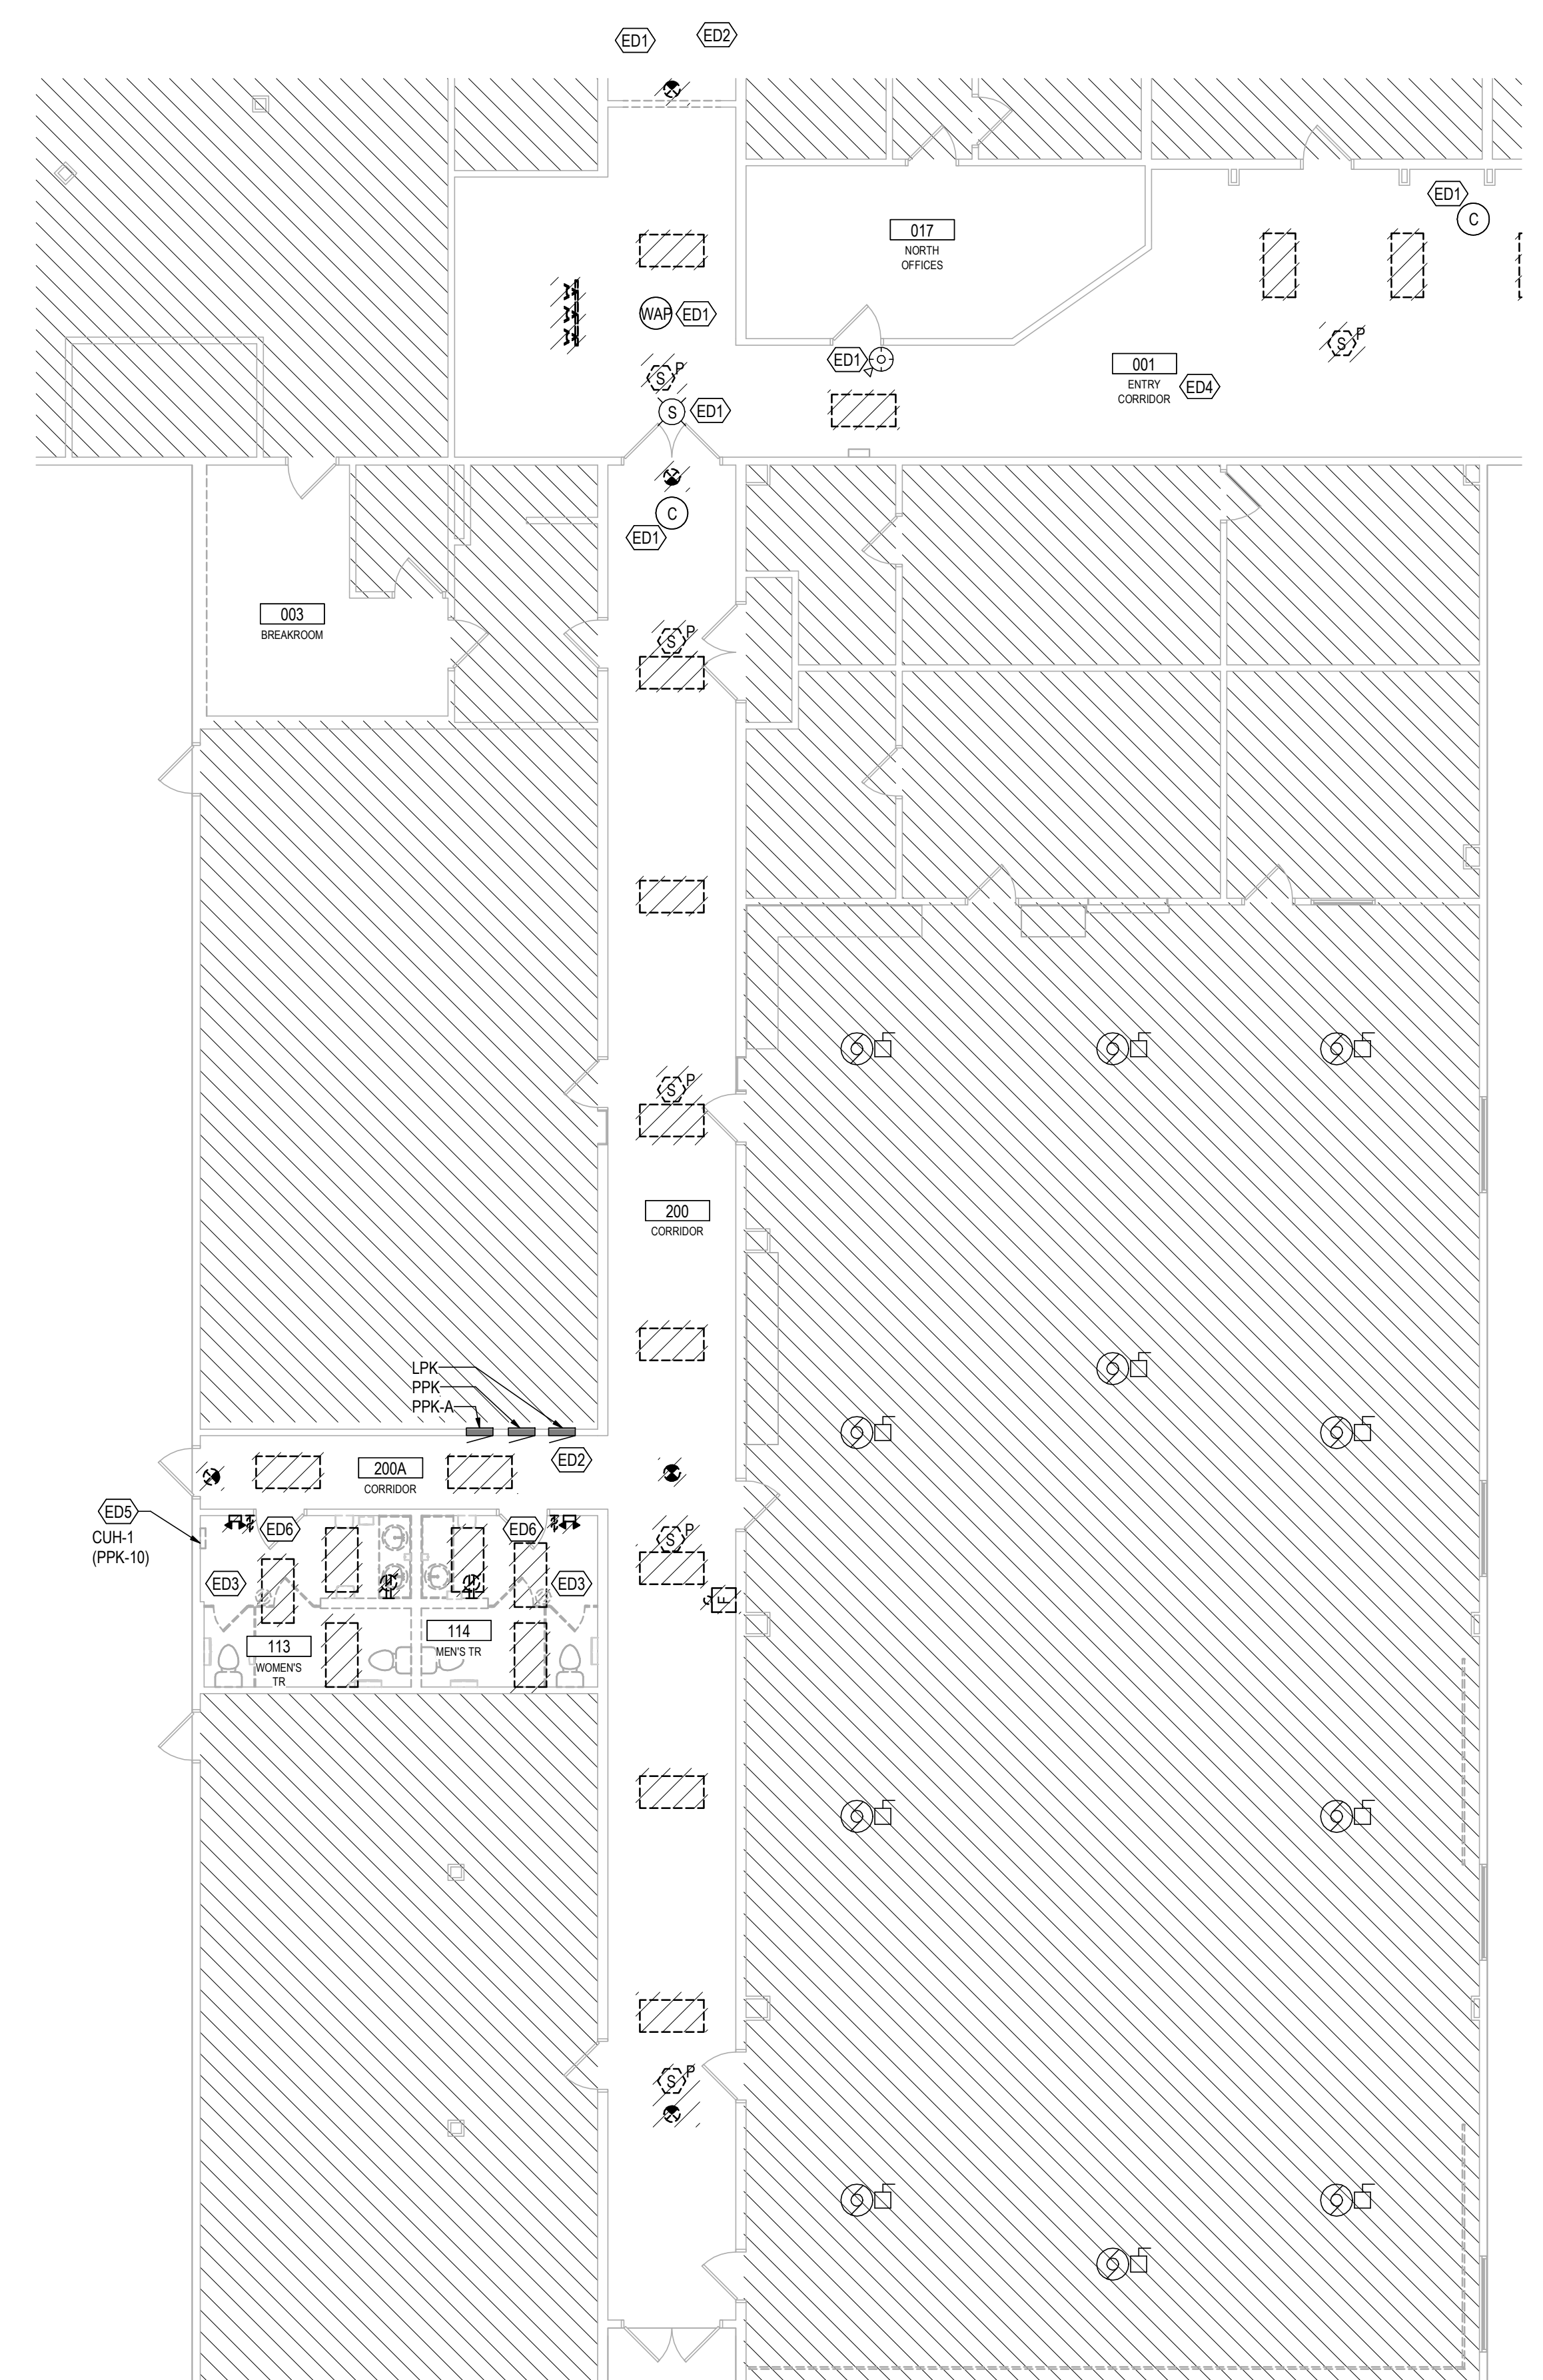 ED1
ED2
ED1
C
017
NORTH
OFFICES
WAP
ED1
S
P
ED1
001
ENTRY
CORRIDOR
ED4
S
P
S
ED1
C
ED1
003
BREAKROOM
S
P
S
P
200
CORRIDOR
LPK
PPK
PPK-A
ED2
200A
CORRIDOR
ED5
CUH-1
(PPK-10)
ED6
ED6
S
P
ED3
ED3
F
113
WOMEN'S
TR
114
MEN'S TR
S
P